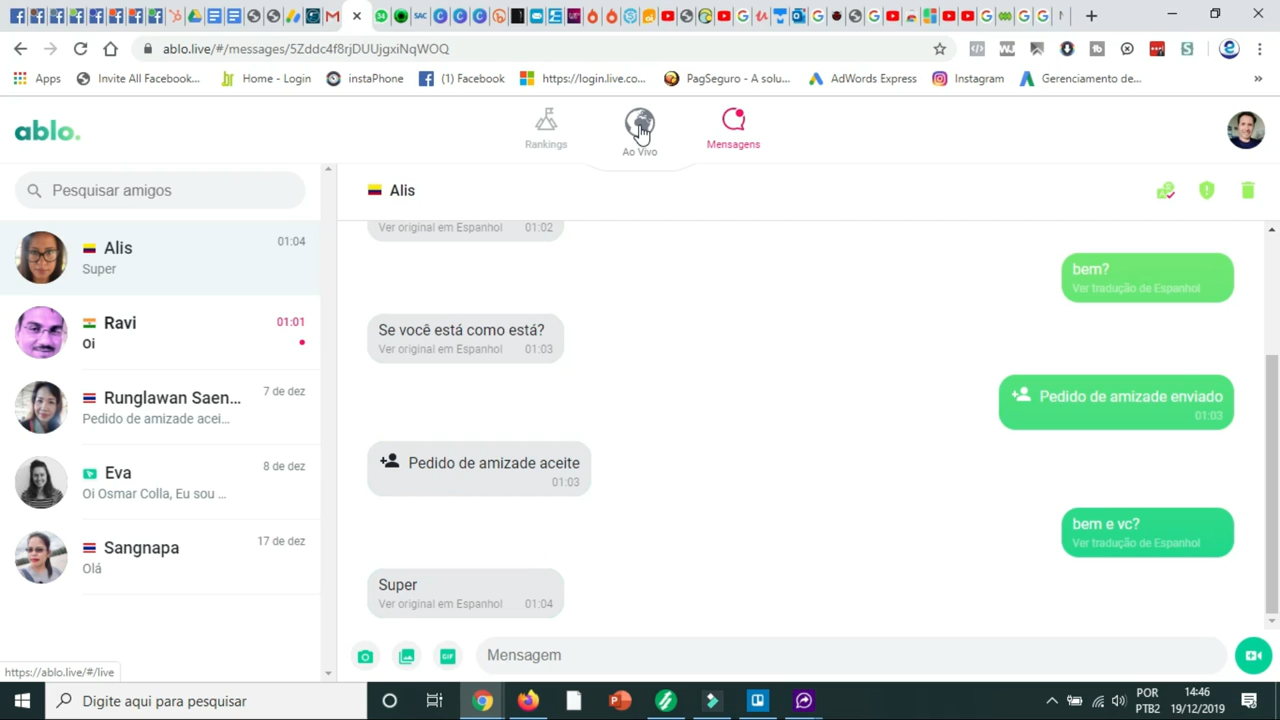 SAC
ablo.live/#/messages/5Zddc4f8rjDUUjgxiNqWOQ
Apps
Invite All Facebook...
Home - Login
instaPhone
(1) Facebook
https://login.live.co...
PagSeguro - A solu...
AdWords Express
Instagram
Gerenciamento de...
»
ablo.
Rankings
Ao Vivo
Mensagens
Pesquisar amigos
Alis
01:04
Super
Ravi
01:01
Oi
Runglawan Saen...
7 de dez
Pedido de amizade acei...
Eva
8 de dez
Oi Osmar Colla, Eu sou ...
Sangnapa
17 de dez
Olá
https://ablo.live/#/live
Alis
Ver original em Espanhol 01:02
bem?
Ver tradução de Espanhol
Se você está como está?
Ver original em Espanhol 01:03
Pedido de amizade enviado
01:03
Pedido de amizade aceite
01:03
bem e vc?
Ver tradução de Espanhol
Super
Ver original em Espanhol 01:04
GIF
Mensagem
Digite aqui para pesquisar
POR
PTB2
14:46
19/12/2019